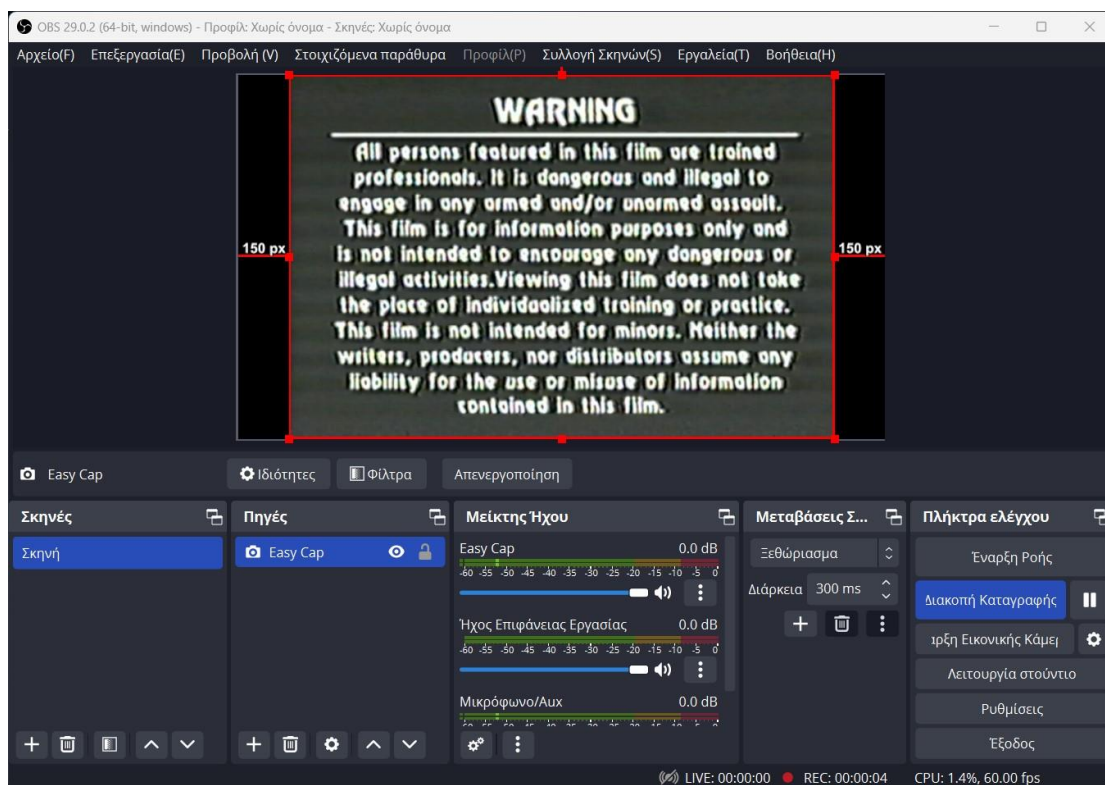 OBS 29.0.2 (64-bit, windows) - Προφίλ: Χωρίς όνομα - Σκηνές: Χωρίς όνομα
Αρχείο(F) Επεξεργασία(E) Προβολή (V) Στοιχιζόμενα παράθυρα Προφίλ(P) Συλλογή Σκηνών(S) Εργαλεία(T) Βοήθεια(H)
WARNING
All persons featured in this film are trained
professionals. It is dangerous and illegal to
engage in any armed and/or unarmed assault.
This film is for information purposes only and
150 px
is not intended to encourage any dangerous or
150 px
illegal activities.Viewing this film does not take
the place of individualized training or practice.
This film is not intended for minors. Neither the
writers, producers, nor distributors assume any
liability for the use or misuse of information
contained in this film.
Easy Cap Ιδιότητες Φίλτρα Απενεργοποίηση
Σκηνές
Σκηνή
Πηγές
Easy Cap
Μείκτης Ήχου
Easy Cap 0.0 dB
-60 -55 -50 -45 -40 -35 -30 -25 -20 -15 -10 -5 0
Ήχος Επιφάνειας Εργασίας 0.0 dB
-60 -55 -50 -45 -40 -35 -30 -25 -20 -15 -10 -5 0
Μικρόφωνο/Aux 0.0 dB
Μεταβάσεις Σ...
Ξεθώριασμα
Διάρκεια 300 ms
Πλήκτρα ελέγχου
Έναρξη Ροής
Διακοπή Καταγραφής
ιρξη Εικονικής Κάμερ
Λειτουργία στούντιο
Ρυθμίσεις
Έξοδος
LIVE: 00:00:00 REC: 00:00:04 CPU: 1.4%, 60.00 fps